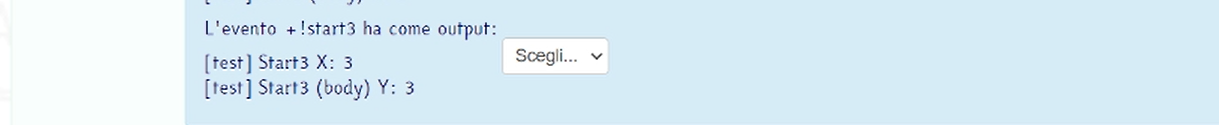 L'evento +!start3 ha come output:
[test] Start3 X: 3
Scegli...
[test] Start3 (body) Y: 3